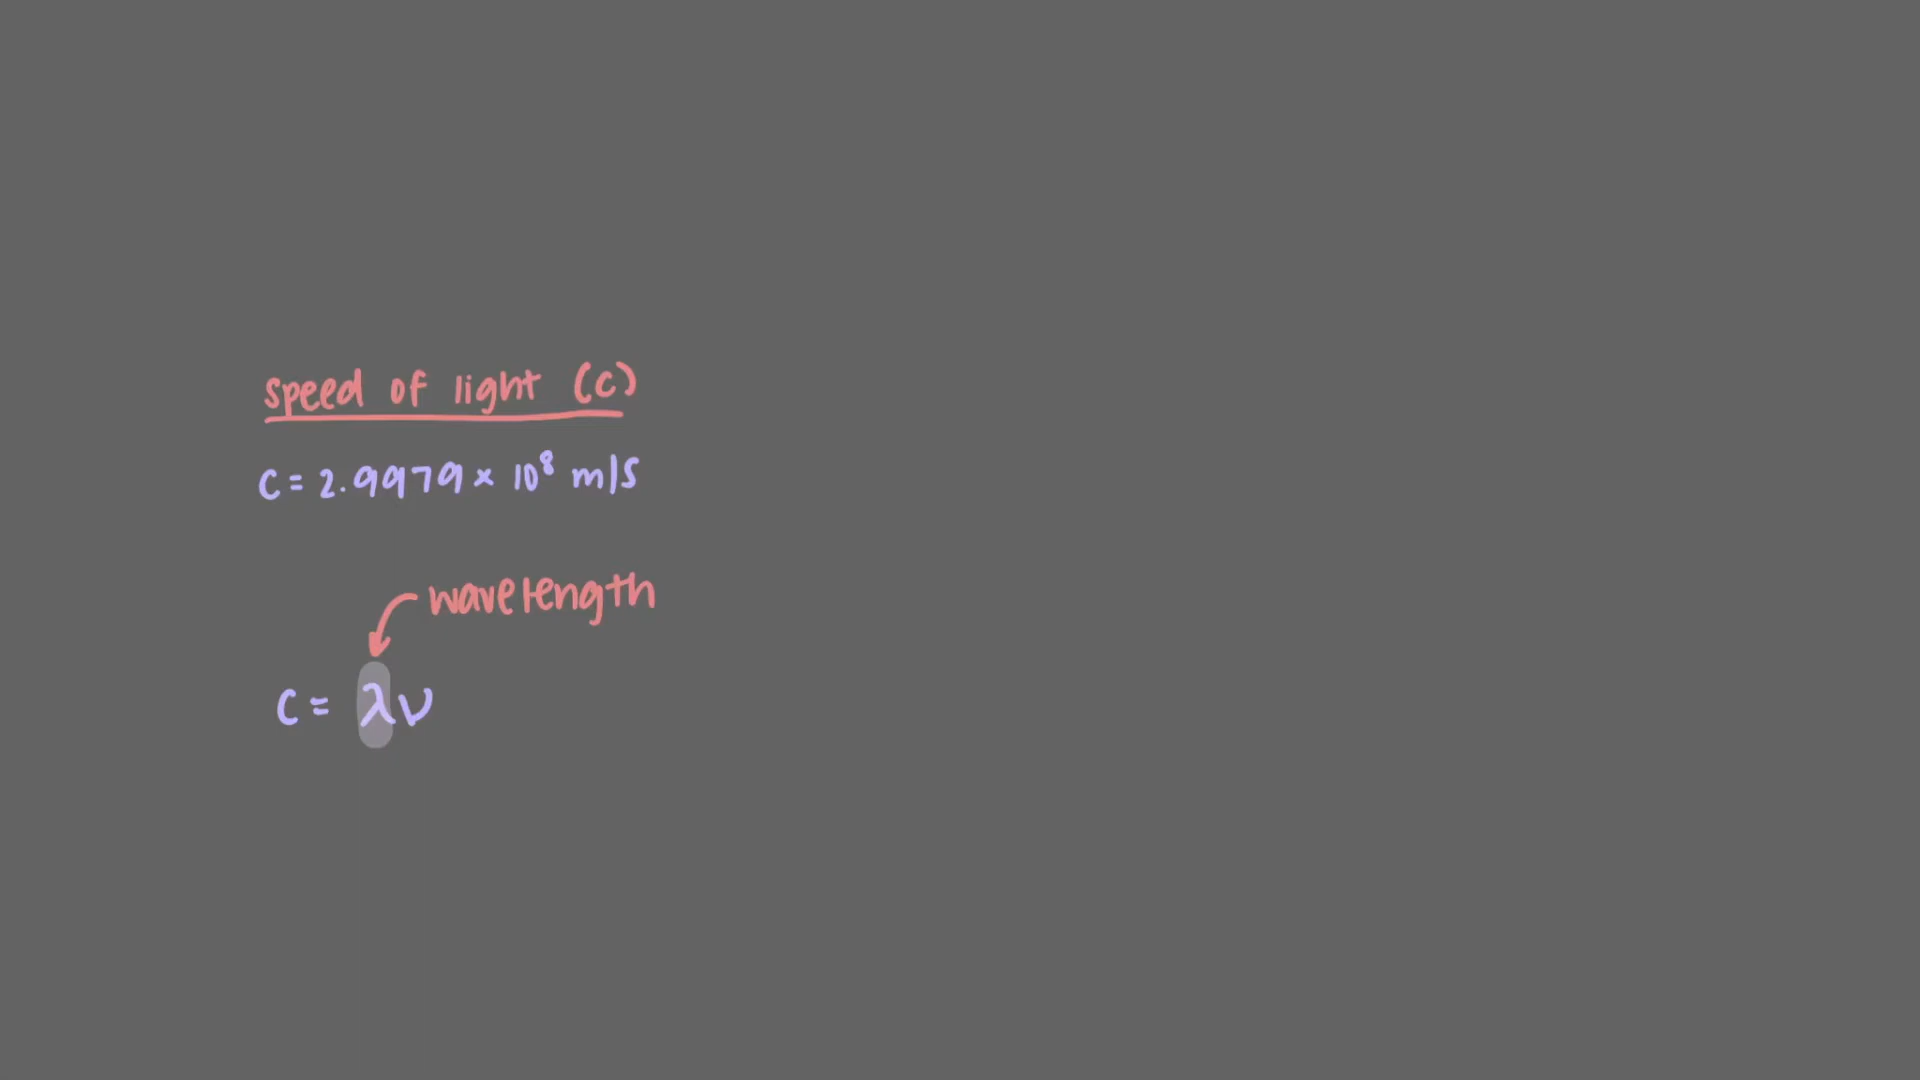 speed of light (c)
c = 2.9979 × 10⁸ m/s
wavelength
c = λν